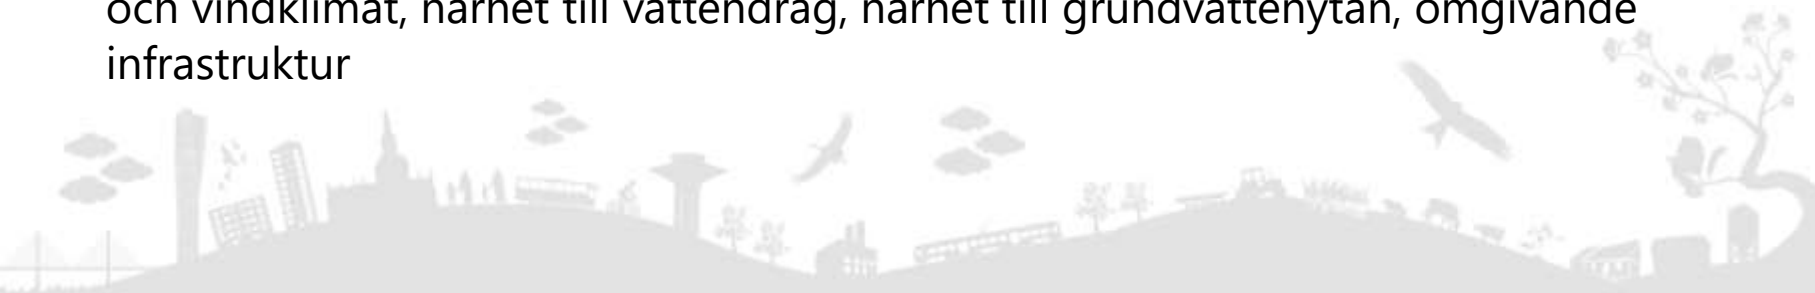 och vindklimat, närhet till vattendrag, närhet till grundvattenytan, omgivande
infrastruktur